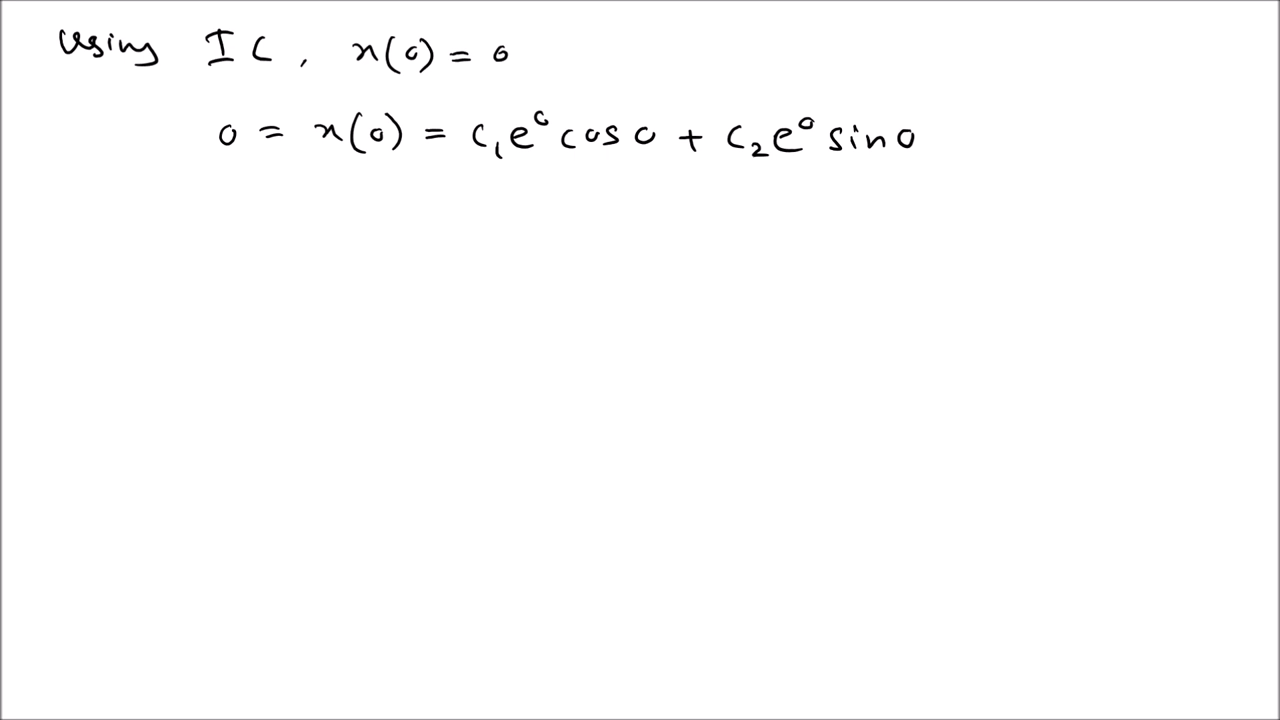 Using IC, x(0) = 0
0 = x(0) = c₁e⁰ cos 0 + c₂e⁰ sin 0